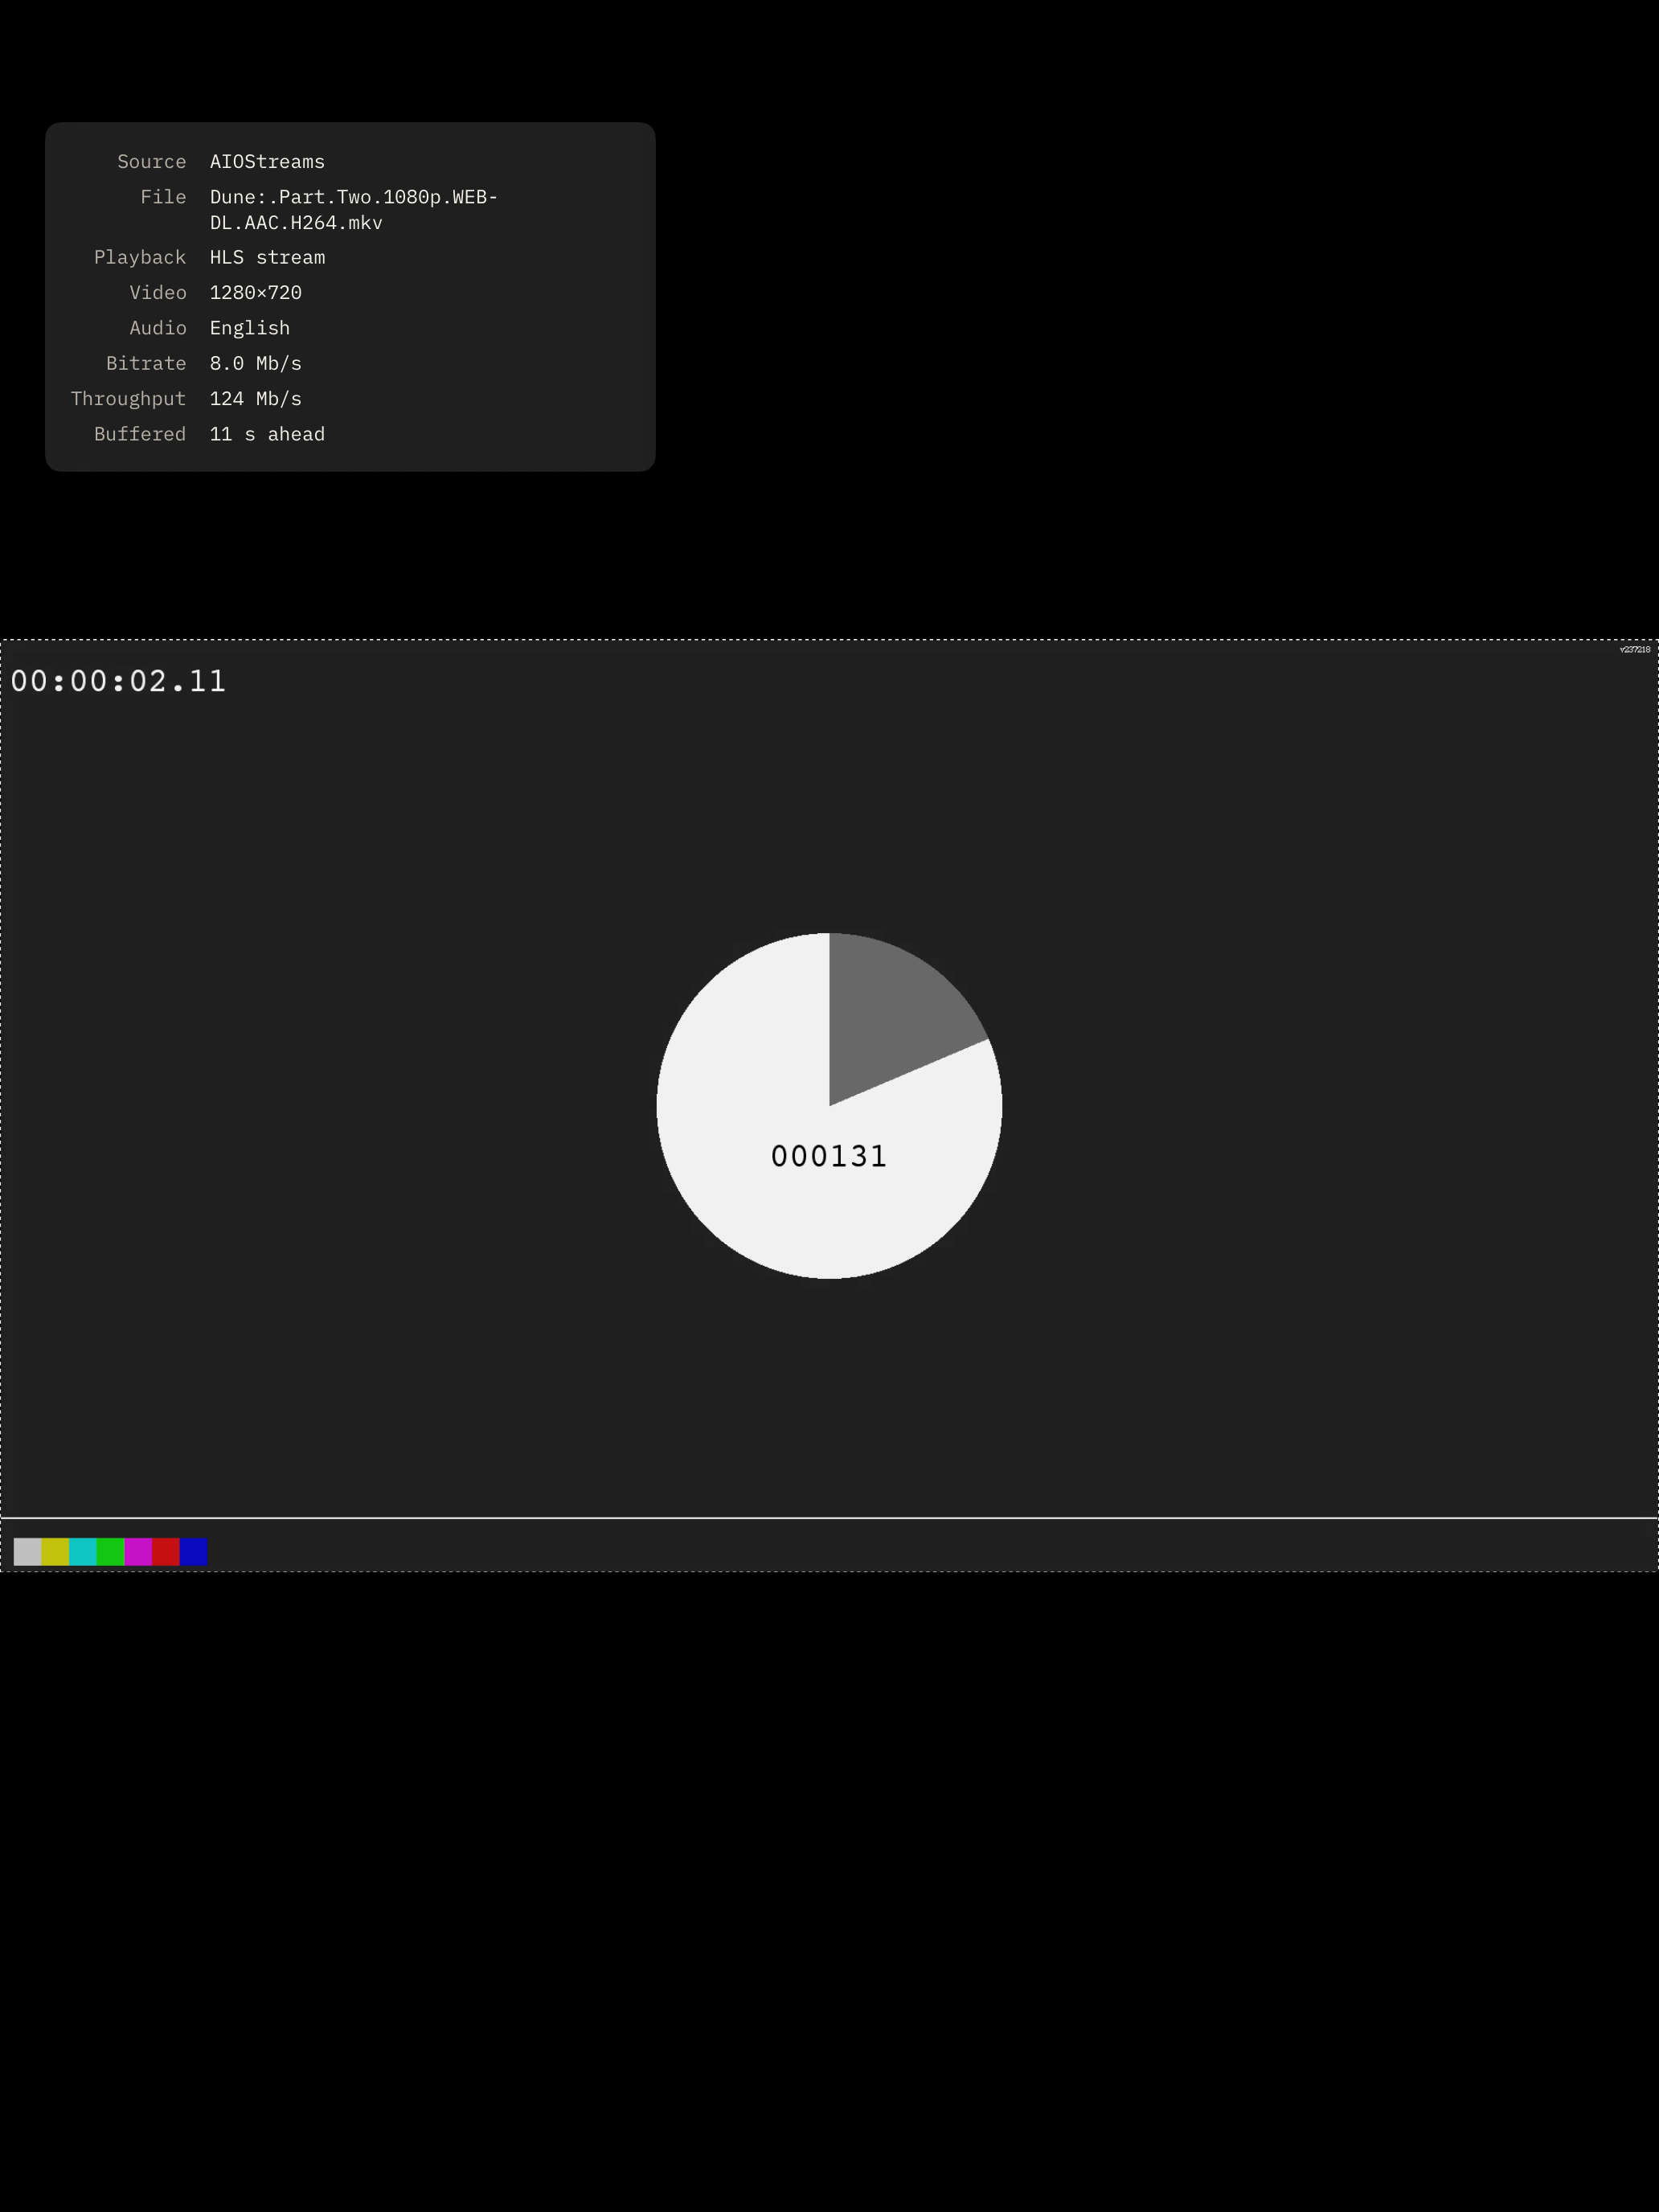 Source AIOStreams
File Dune:.Part.Two.1080p.WEB-
DL.AAC.H264.mkv
Playback HLS stream
Video 1280×720
Audio English
Bitrate 8.0 Mb/s
Throughput 124 Mb/s
Buffered 11 s ahead
v237218
00:00:02.11
000131